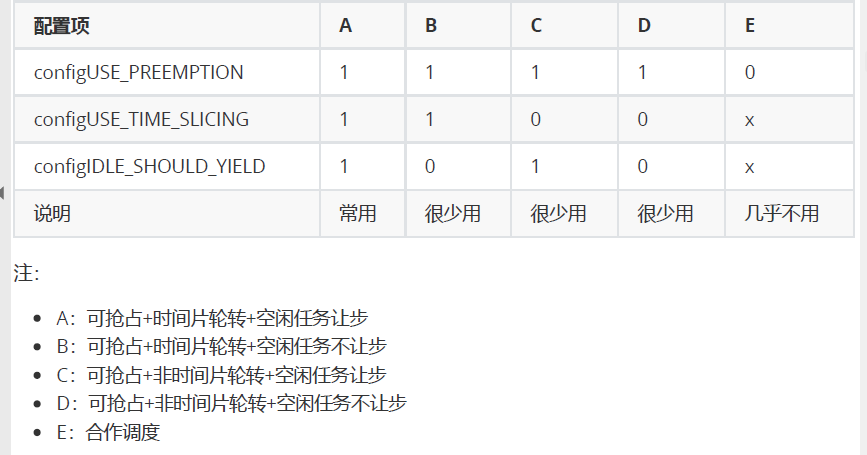 配置项 A B C D E
configUSE_PREEMPTION 1 1 1 1 0
configUSE_TIME_SLICING 1 1 0 0 x
configIDLE_SHOULD_YIELD 1 0 1 0 x
说明 常用 很少用 很少用 很少用 几乎不用
注：
• A：可抢占+时间片轮转+空闲任务让步
• B：可抢占+时间片轮转+空闲任务不让步
• C：可抢占+非时间片轮转+空闲任务让步
• D：可抢占+非时间片轮转+空闲任务不让步
• E：合作调度